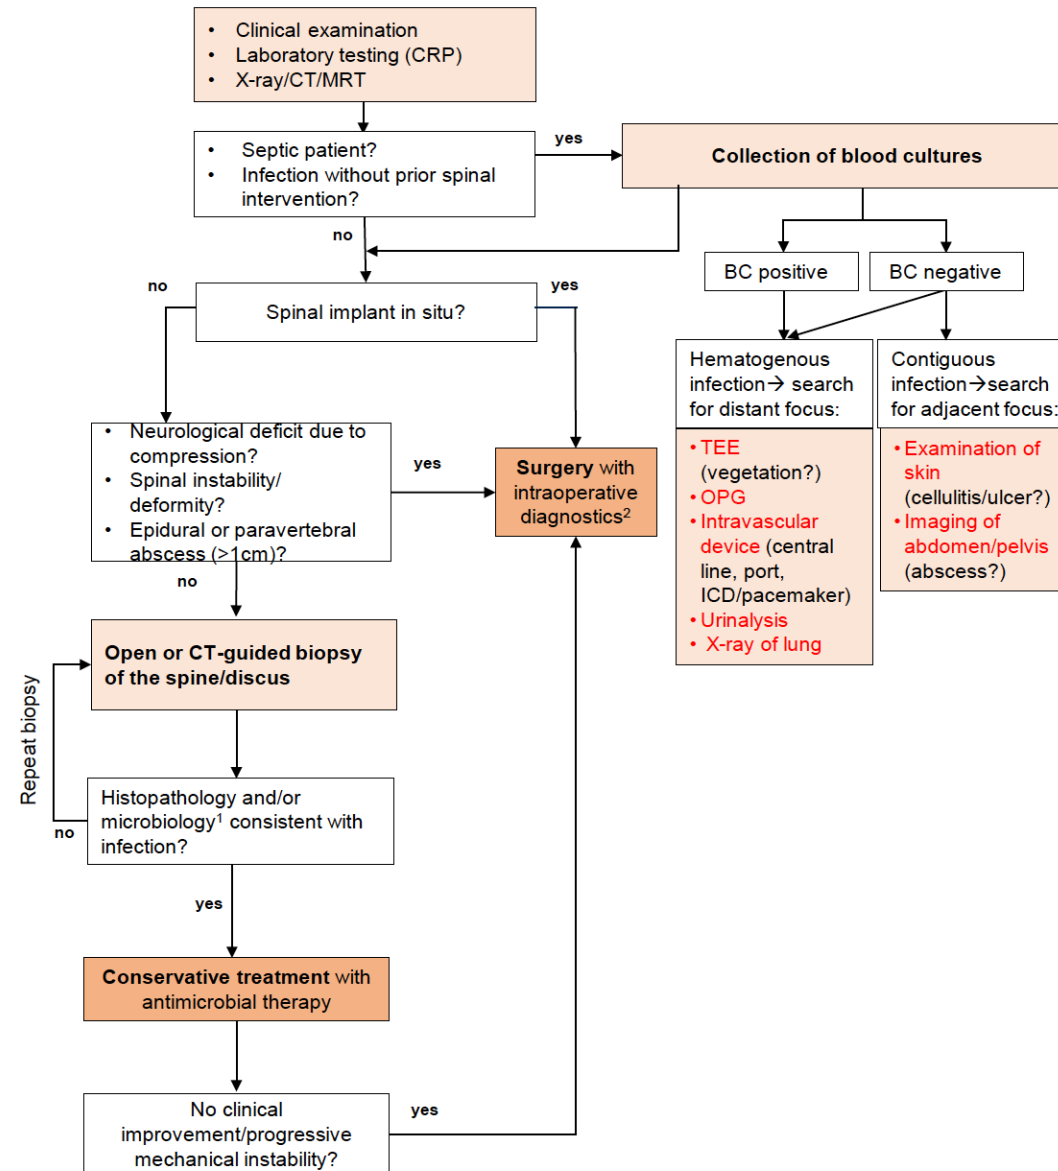 • Clinical examination
• Laboratory testing (CRP)
• X-ray/CT/MRT
• Septic patient?
• Infection without prior spinal
intervention?
yes
Collection of blood cultures
no
BC positive
BC negative
no
yes
Spinal implant in situ?
Hematogenous
infection→ search
for distant focus:
Contiguous
infection→search
for adjacent focus:
• TEE
(vegetation?)
• OPG
• Intravascular
device (central
line, port,
ICD/pacemaker)
• Urinalysis
• X-ray of lung
• Examination of
skin
(cellulitis/ulcer?)
• Imaging of
abdomen/pelvis
(abscess?)
• Neurological deficit due to
compression?
• Spinal instability/
deformity?
• Epidural or paravertebral
abscess (>1cm)?
yes
Surgery with
intraoperative
diagnostics²
no
Open or CT-guided biopsy
of the spine/discus
Repeat biopsy
Histopathology and/or
microbiology¹ consistent with
infection?
no
yes
Conservative treatment with
antimicrobial therapy
No clinical
improvement/progressive
mechanical instability?
yes